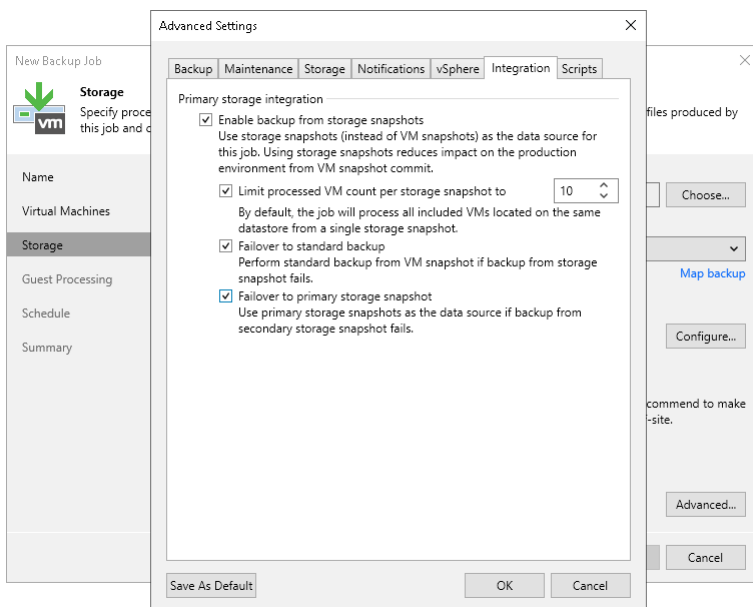 Advanced Settings
New Backup Job
Storage
Specify proce
this job and c
files produced by
vm
Name
Virtual Machines
Storage
Guest Processing
Schedule
Summary
Backup Maintenance Storage Notifications vSphere Integration Scripts
Primary storage integration
Enable backup from storage snapshots
Use storage snapshots (instead of VM snapshots) as the data source for
this job. Using storage snapshots reduces impact on the production
environment from VM snapshot commit.
Limit processed VM count per storage snapshot to 10
By default, the job will process all included VMs located on the same
datastore from a single storage snapshot.
Failover to standard backup
Perform standard backup from VM snapshot if backup from storage
snapshot fails.
Failover to primary storage snapshot
Use primary storage snapshots as the data source if backup from
secondary storage snapshot fails.
Choose...
Map backup
Configure...
commend to make
-site.
Advanced...
Cancel
Save As Default OK Cancel